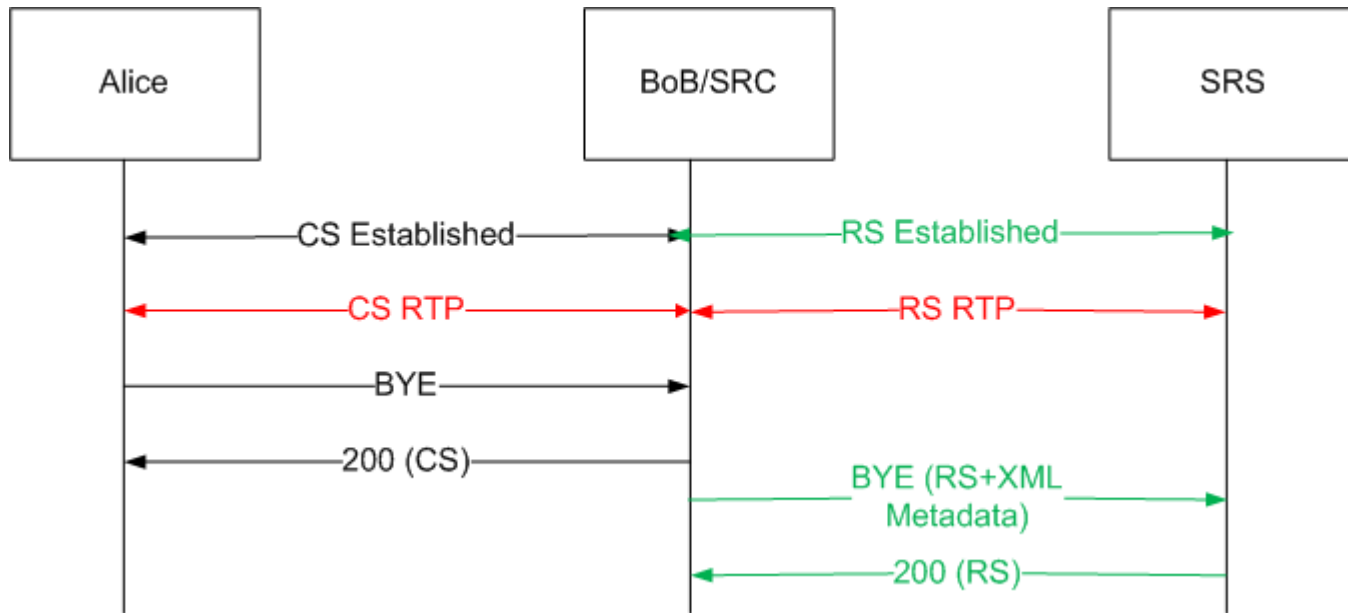 Alice
BoB/SRC
SRS
CS Established
RS Established
CS RTP
RS RTP
BYE
200 (CS)
BYE (RS+XML
Metadata)
200 (RS)